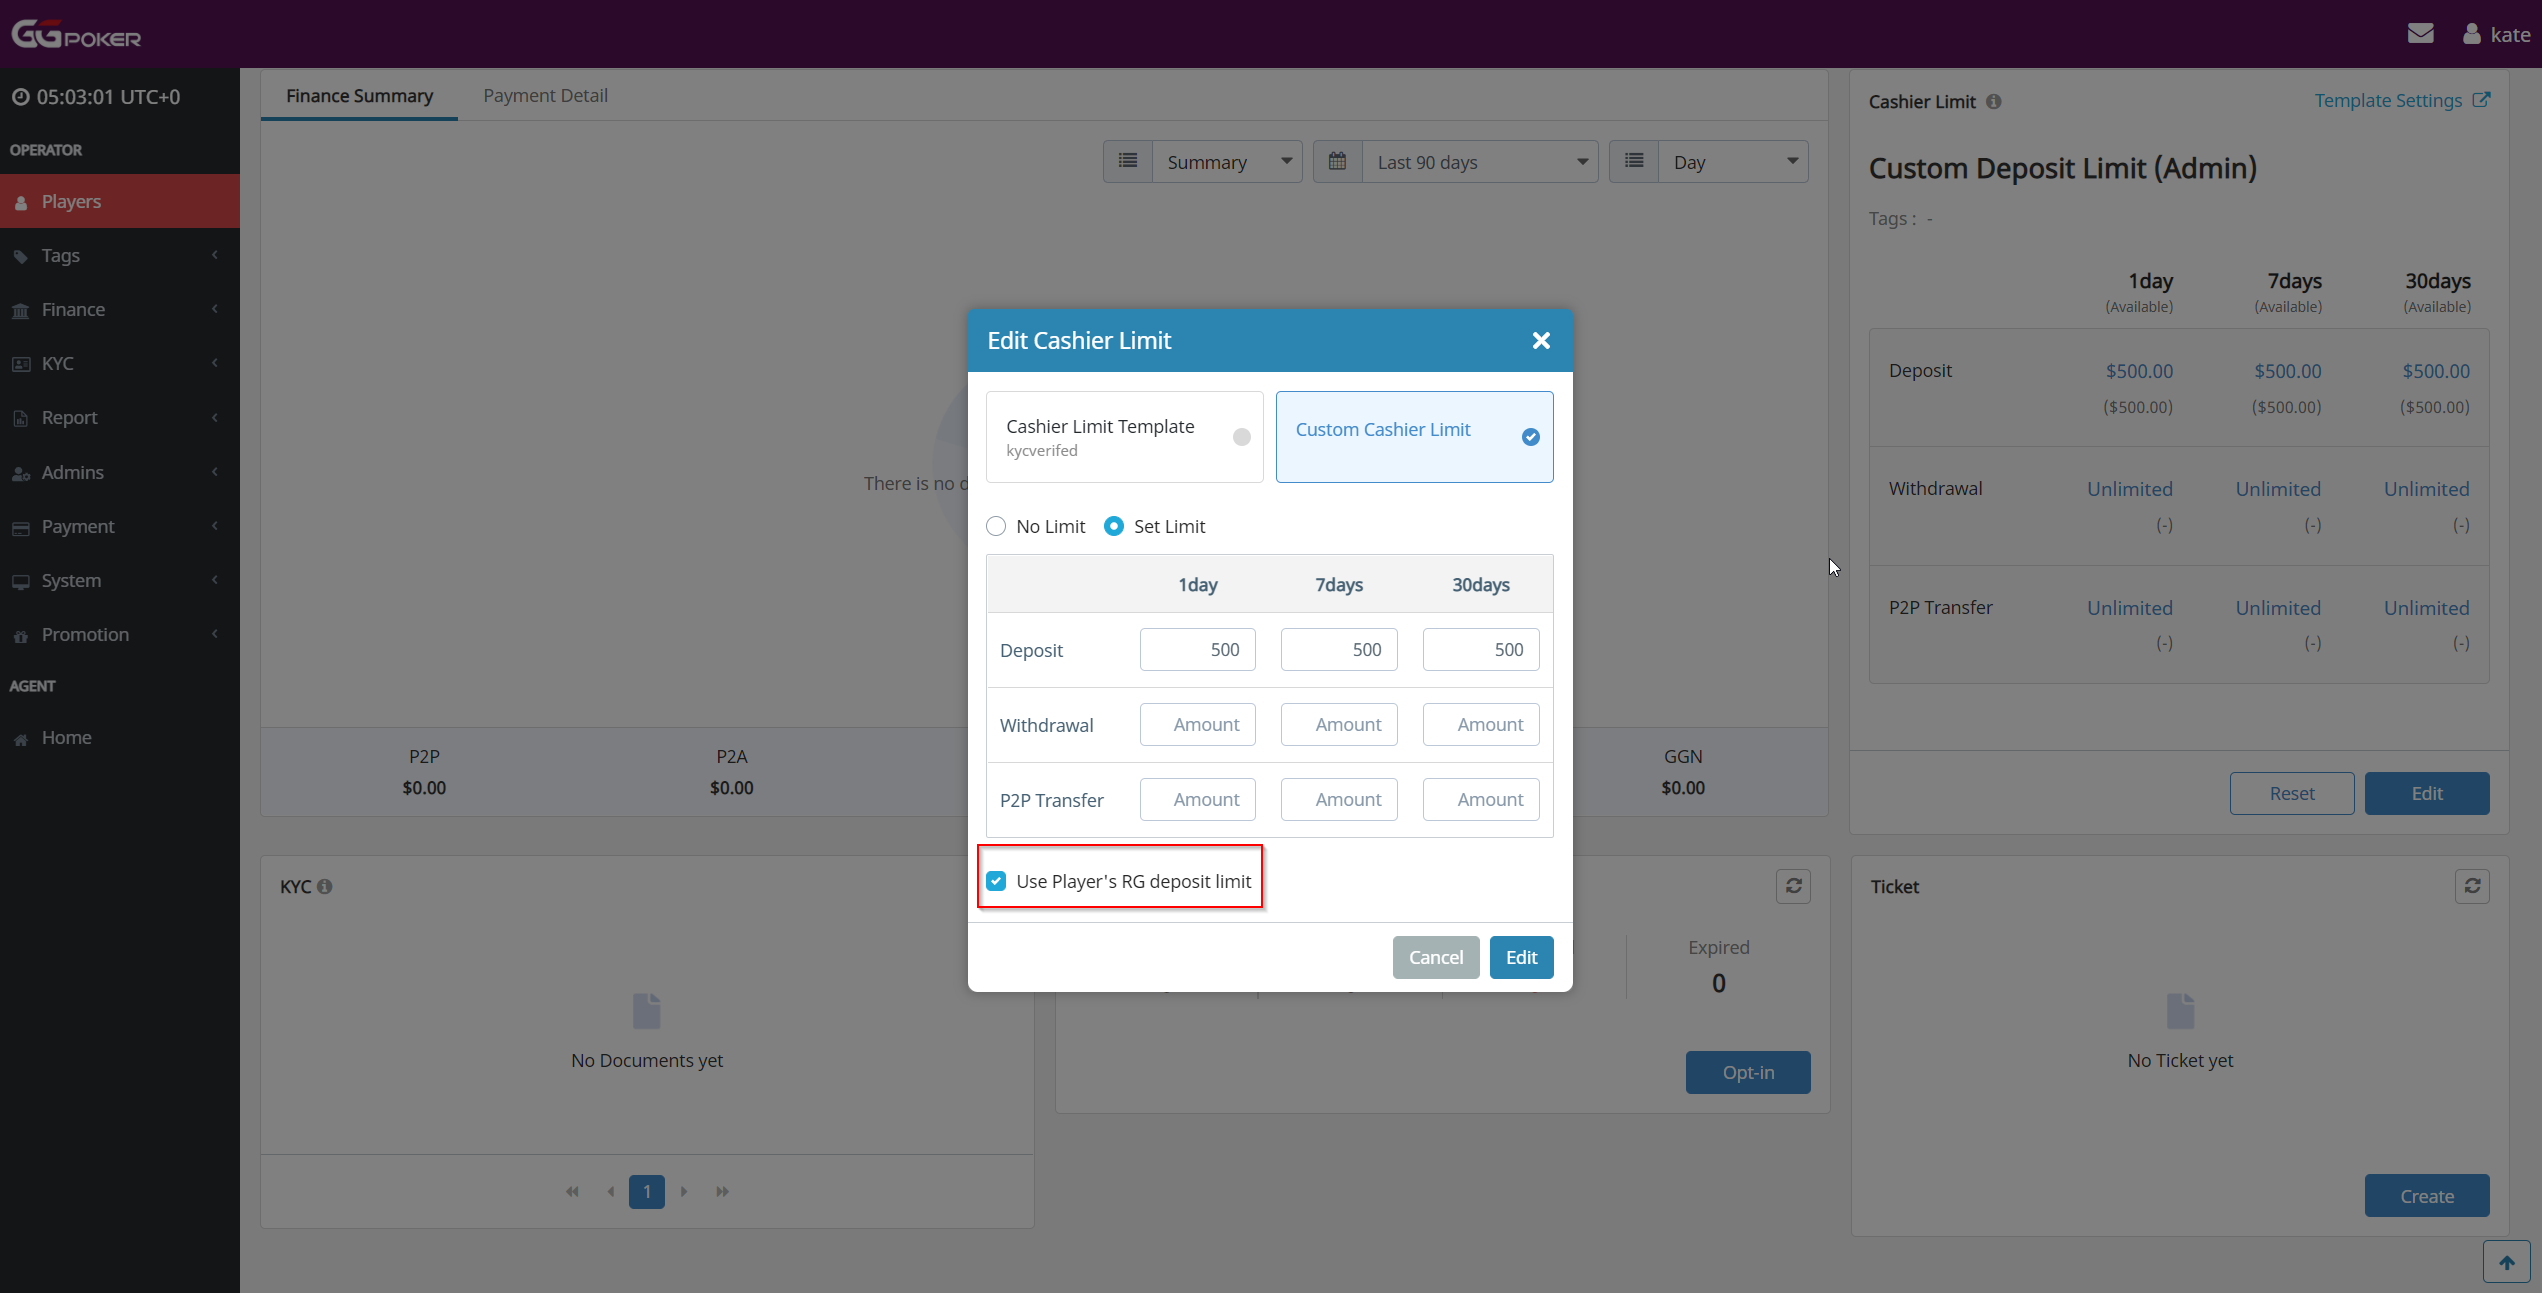 GGPOKER
kate
05:03:01 UTC+0
OPERATOR
Players
Tags
Finance
KYC
Report
Admins
Payment
System
Promotion
AGENT
Home
Finance Summary
Payment Detail
Summary
Last 90 days
Day
There is no d
P2P
$0.00
P2A
$0.00
GGN
$0.00
Cashier Limit
Template Settings
Custom Deposit Limit (Admin)
Tags : -
1day 7days 30days
(Available) (Available) (Available)
Deposit $500.00 $500.00 $500.00
($500.00) ($500.00) ($500.00)
Withdrawal Unlimited Unlimited Unlimited
(-) (-) (-)
P2P Transfer Unlimited Unlimited Unlimited
(-) (-) (-)
Reset
Edit
Edit Cashier Limit
Cashier Limit Template
kycverifed
Custom Cashier Limit
No Limit Set Limit
1day 7days 30days
Deposit 500 500 500
Withdrawal Amount Amount Amount
P2P Transfer Amount Amount Amount
Use Player's RG deposit limit
Cancel Edit
KYC
No Documents yet
1
Expired
0
Opt-in
Ticket
No Ticket yet
Create